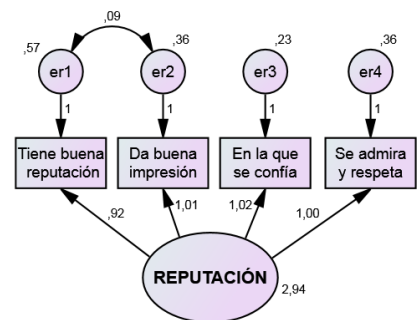 ,09
,57
,36
,23
,36
er1
er2
er3
er4
1
1
1
1
Tiene buena
reputación
Da buena
impresión
En la que
se confía
Se admira
y respeta
,92
1,01
1,02
1,00
REPUTACIÓN
2,94